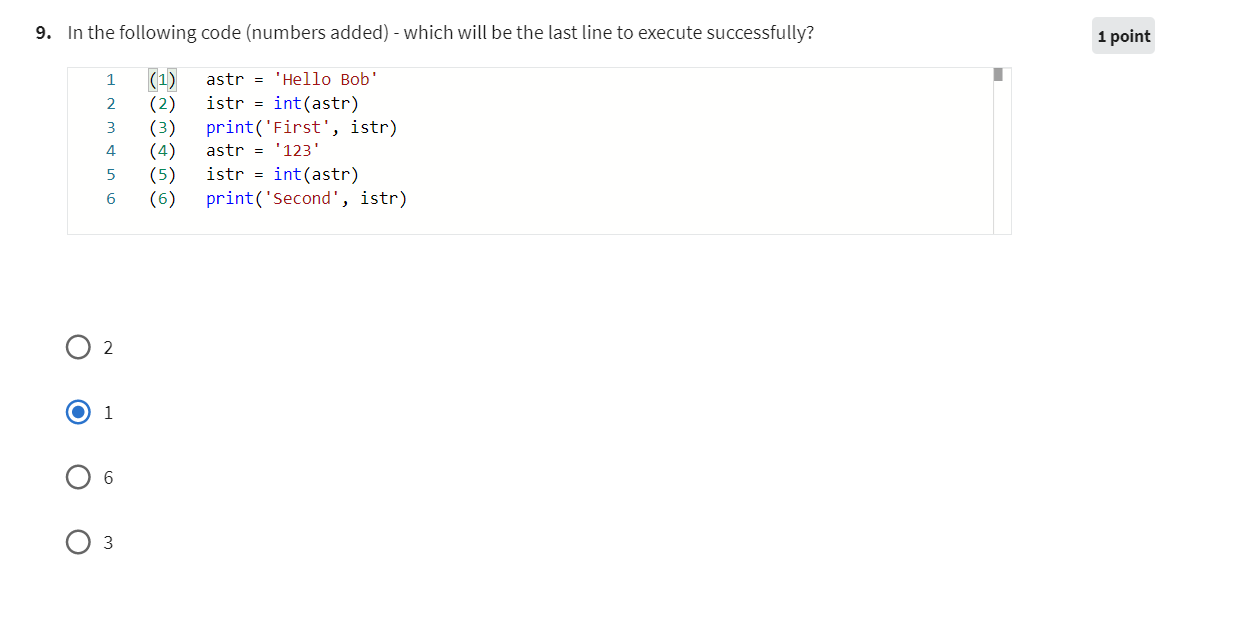 9. In the following code (numbers added) - which will be the last line to execute successfully?
1 point
1 (1) astr = 'Hello Bob'
2 (2) istr = int(astr)
3 (3) print('First', istr)
4 (4) astr = '123'
5 (5) istr = int(astr)
6 (6) print('Second', istr)
2
1
6
3